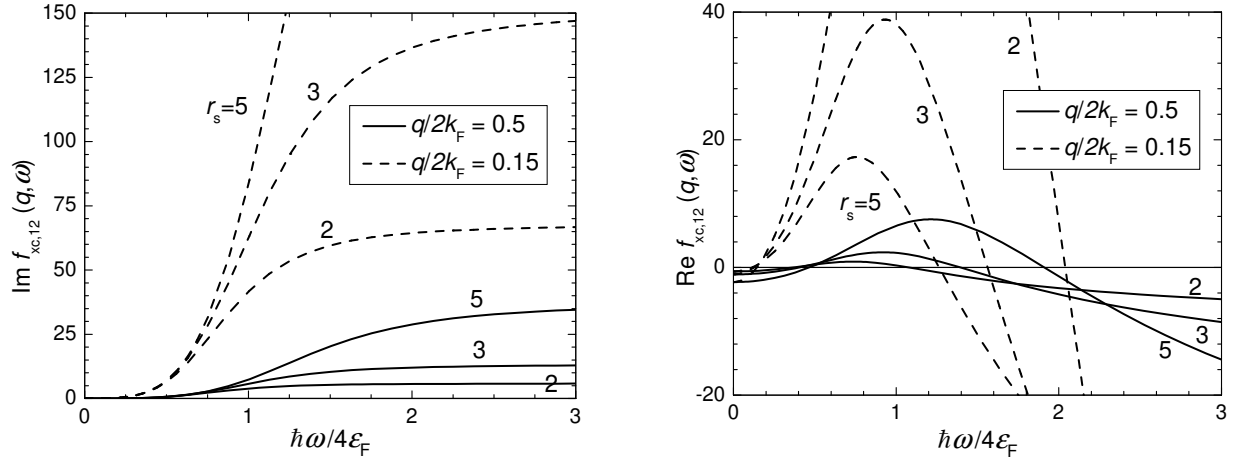 150
125
100
75
50
25
0
Im f_xc,12 (q,ω)
r_s=5
3
2
5
3
2
q/2k_F = 0.5
q/2k_F = 0.15
0 1 2 3
ħω/4ε_F
40
20
0
-20
Re f_xc,12 (q,ω)
2
3
r_s=5
2
3
5
q/2k_F = 0.5
q/2k_F = 0.15
0 1 2 3
ħω/4ε_F